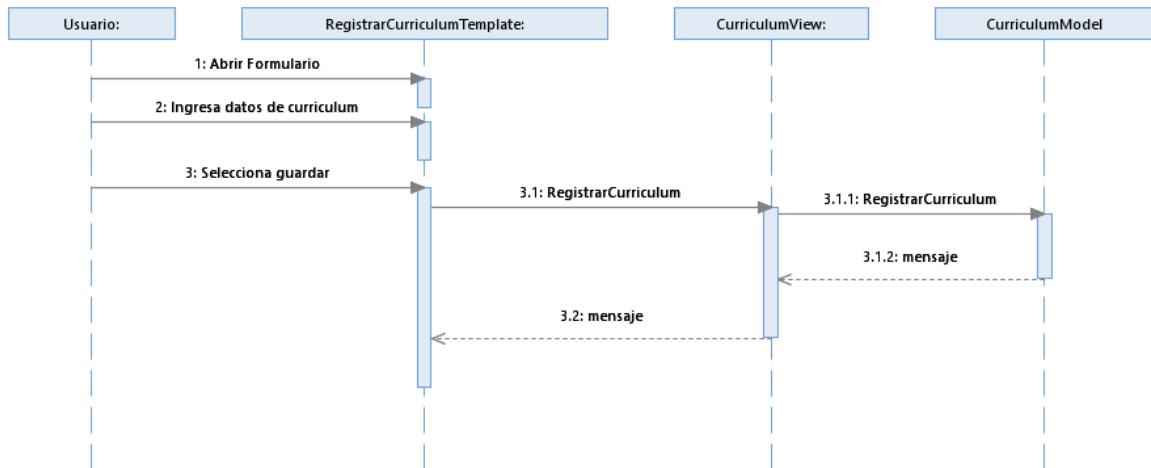 Usuario:
RegistrarCurriculumTemplate:
CurriculumView:
CurriculumModel
1: Abrir Formulario
2: Ingresa datos de curriculum
3: Selecciona guardar
3.1: RegistrarCurriculum
3.1.1: RegistrarCurriculum
3.1.2: mensaje
3.2: mensaje